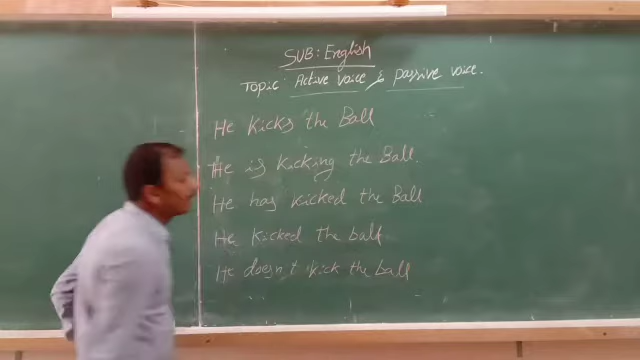 SUB: English
Topic: Active voice & passive voice.
He kicks the Ball
He is kicking the Ball.
He has kicked the Ball
He kicked the ball.
He doesn't kick the ball